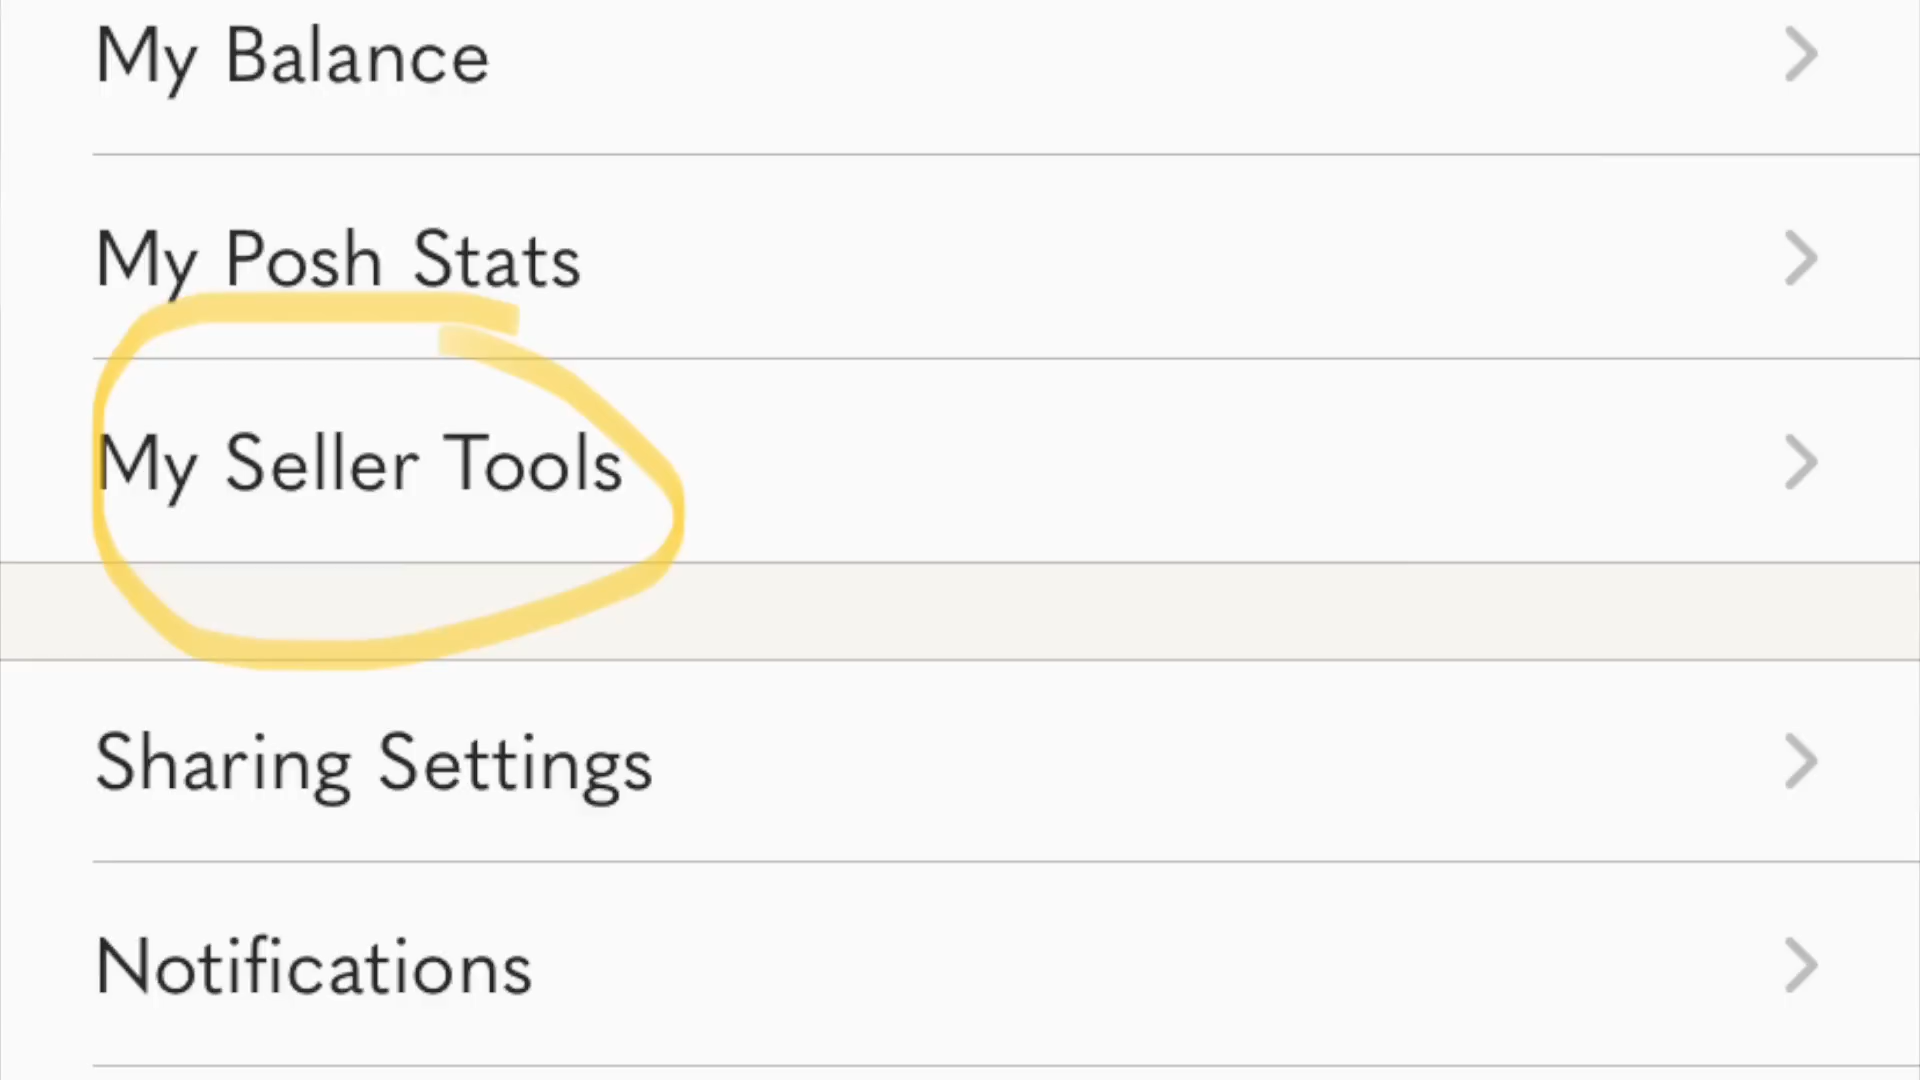 My Balance
My Posh Stats
My Seller Tools
Sharing Settings
Notifications